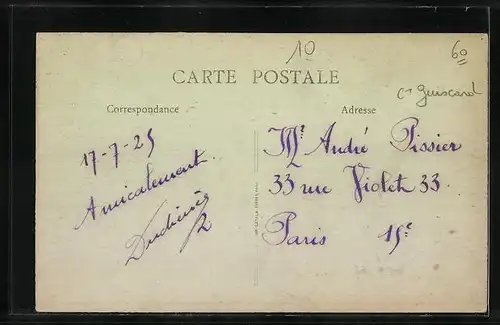 10
60
CARTE POSTALE
Ct Guiscard
Correspondance
Adresse
17-7-25
Amicalement
Mr André Pissier
33 rue Violet 33
Paris 15e